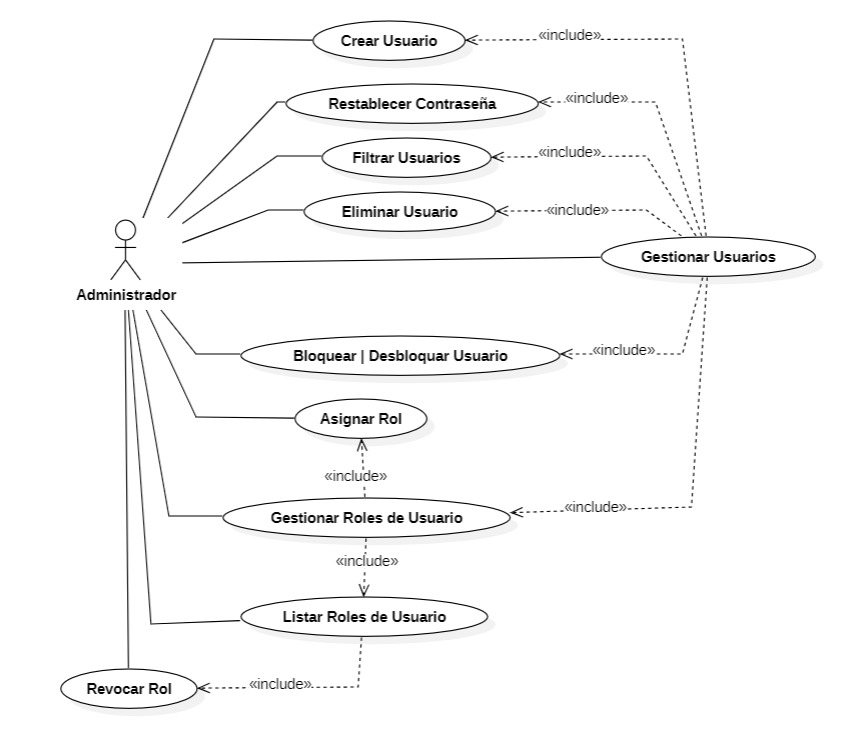 Crear Usuario
«include»
Restablecer Contraseña
«include»
Filtrar Usuarios
«include»
Eliminar Usuario
«include»
Gestionar Usuarios
Administrador
Bloquear | Desbloquar Usuario
«include»
Asignar Rol
«include»
Gestionar Roles de Usuario
«include»
«include»
Listar Roles de Usuario
Revocar Rol
«include»